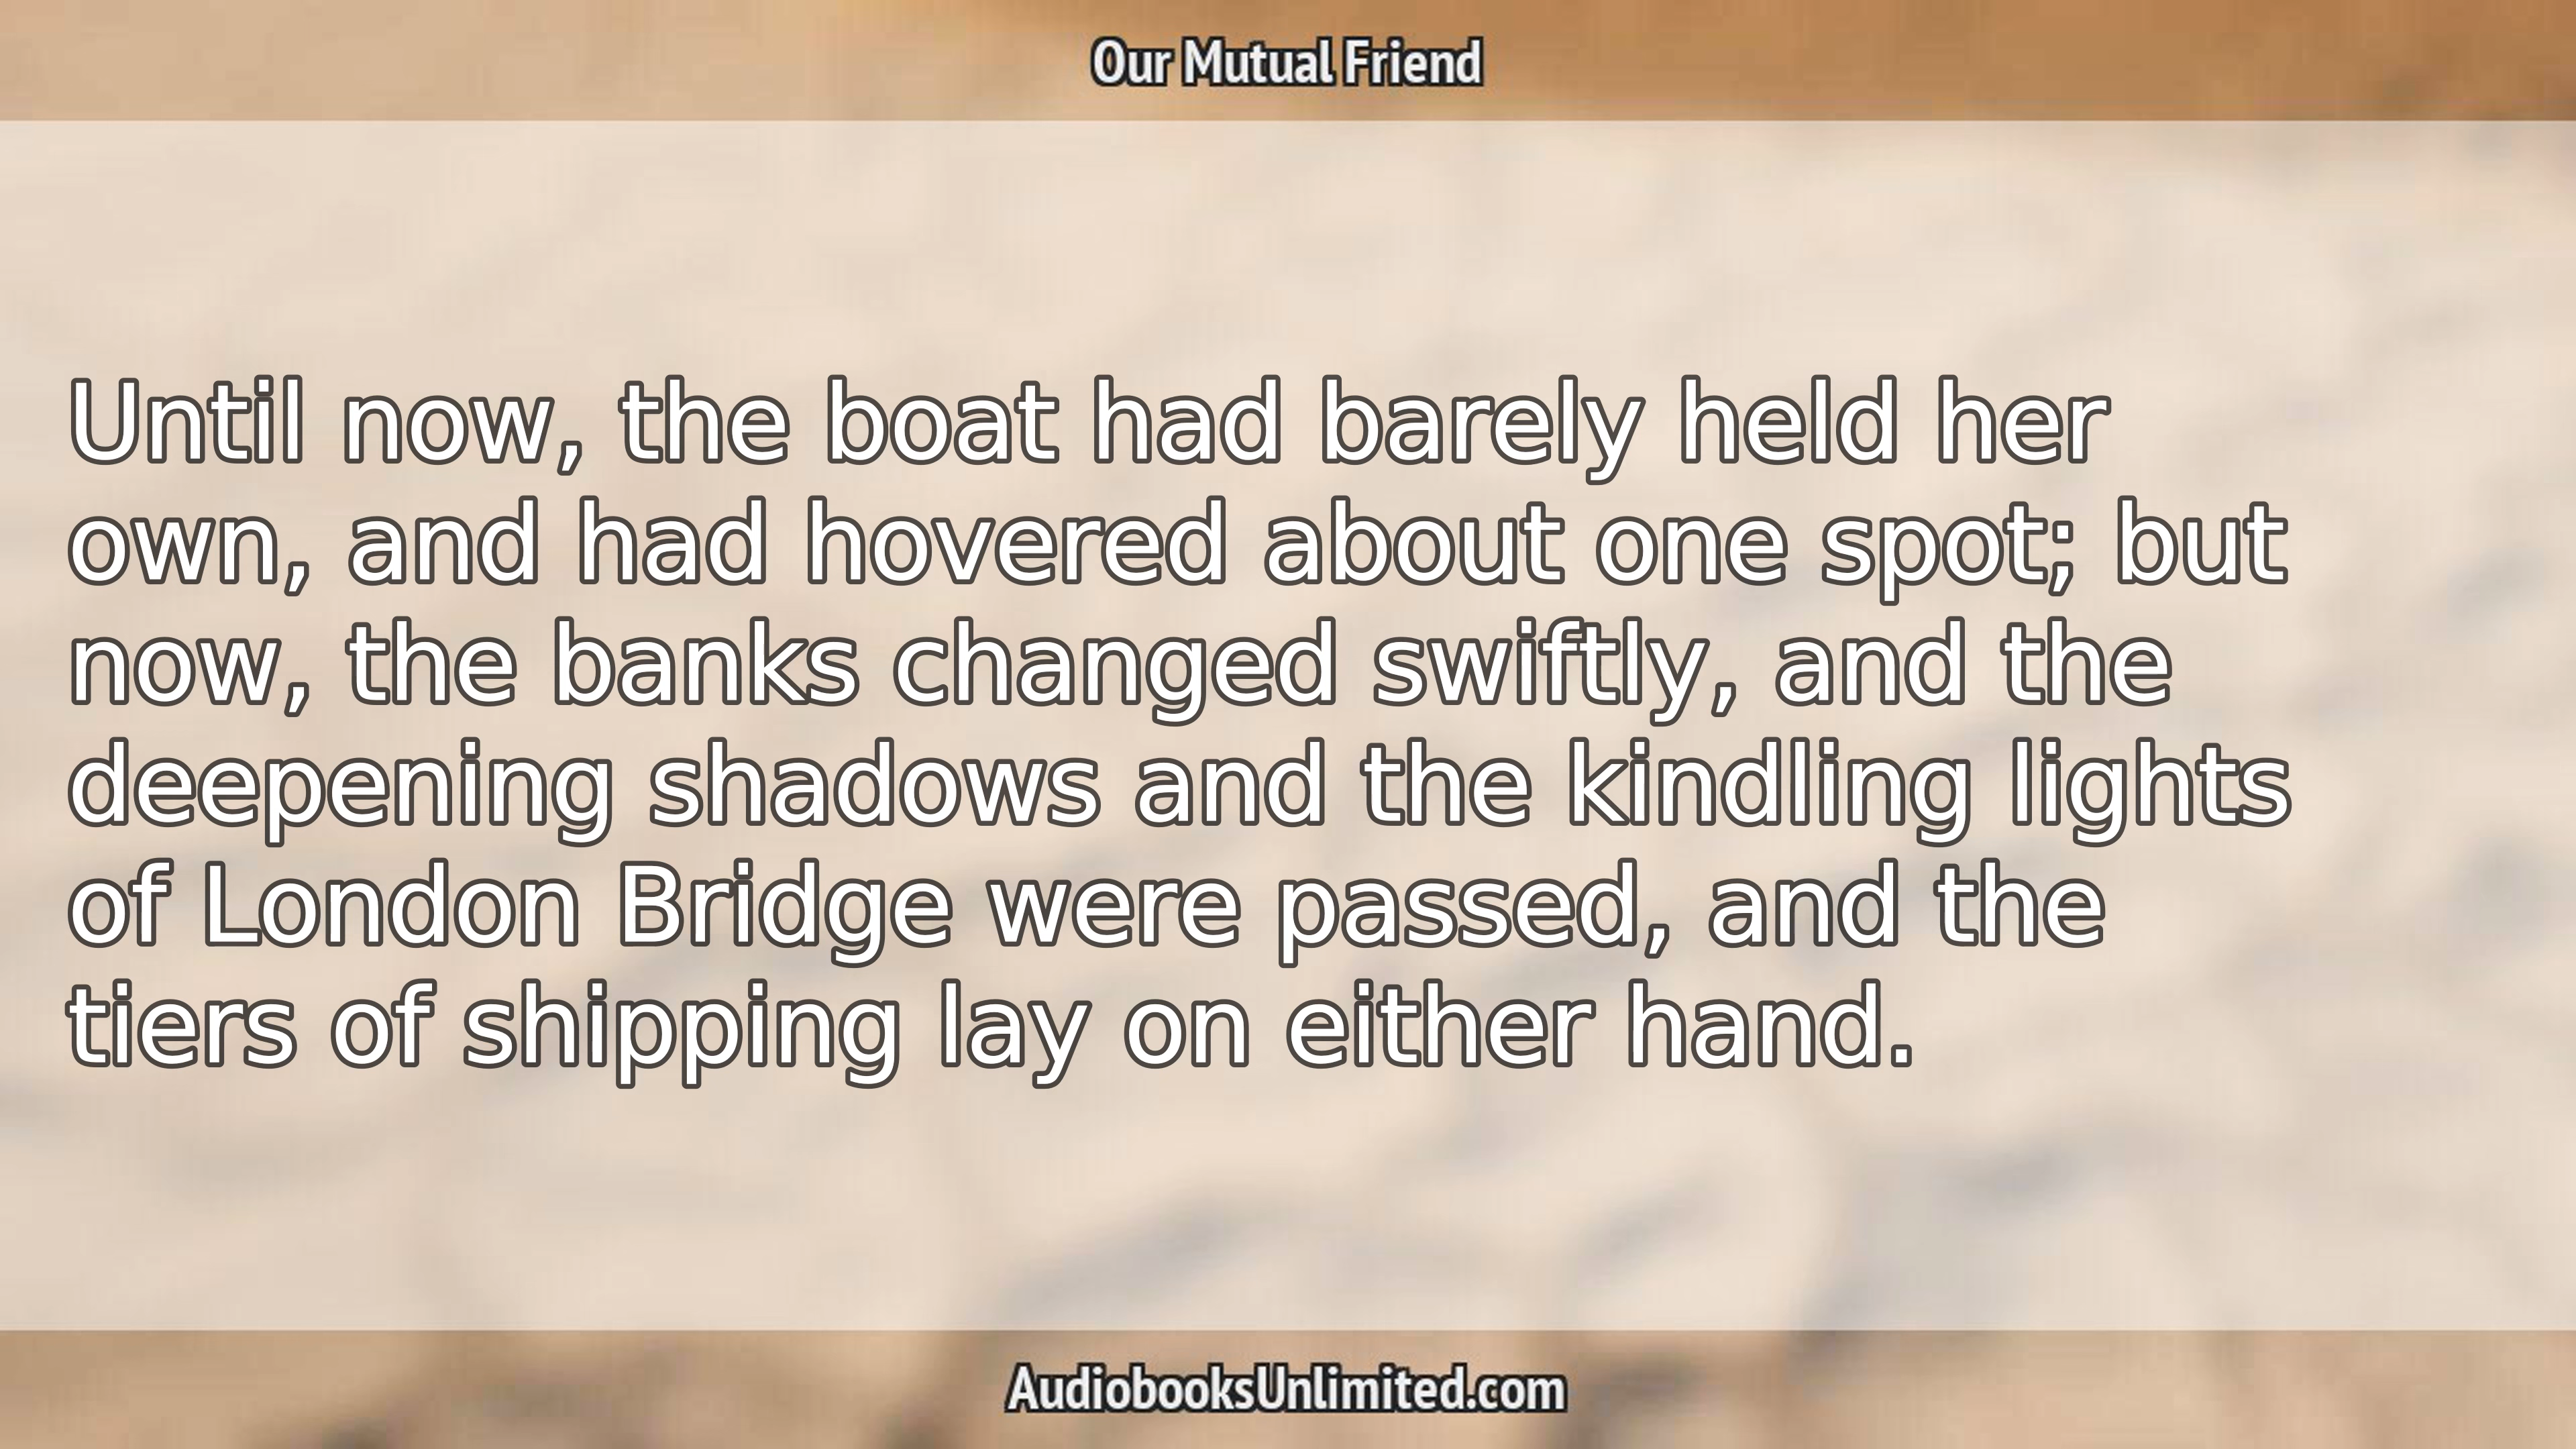 Our Mutual Friend
Until now, the boat had barely held her
own, and had hovered about one spot; but
now, the banks changed swiftly, and the
deepening shadows and the kindling lights
of London Bridge were passed, and the
tiers of shipping lay on either hand.
AudiobooksUnlimited.com